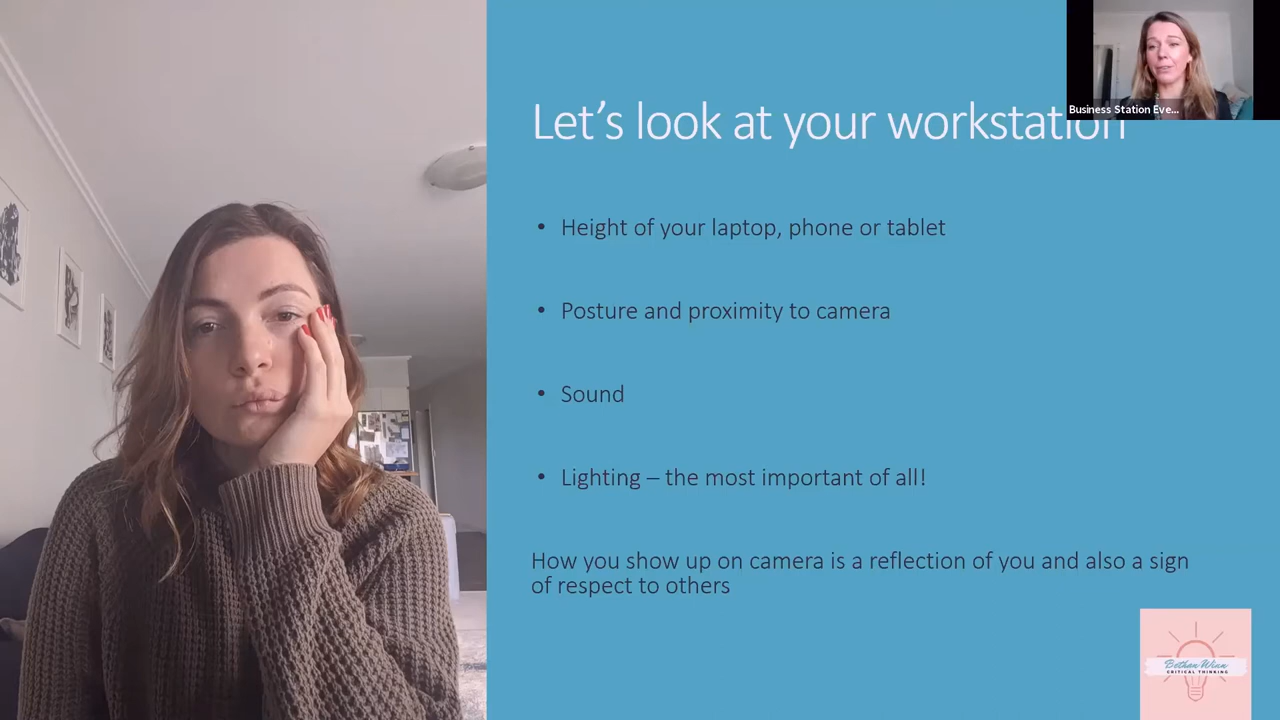 Business Station Eve...
Let's look at your workstation
• Height of your laptop, phone or tablet
• Posture and proximity to camera
• Sound
• Lighting – the most important of all!
How you show up on camera is a reflection of you and also a sign
of respect to others
Bethan Winn
CRITICAL THINKING